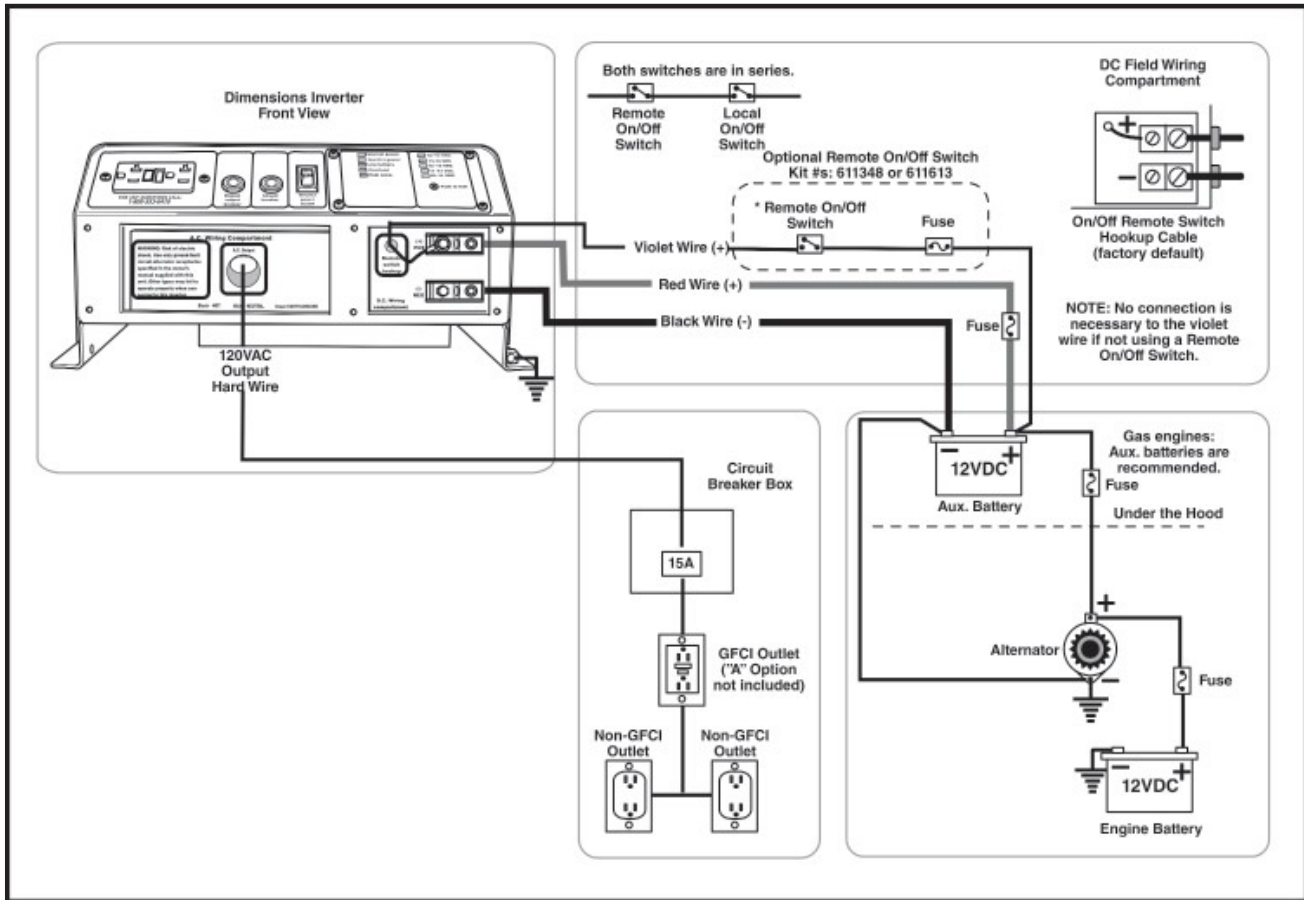 Dimensions Inverter
Front View
A.C. Wiring Compartment
D.C. Wiring
compartment
120VAC
Output
Hard Wire
Both switches are in series.
Remote
On/Off
Switch
Local
On/Off
Switch
Optional Remote On/Off Switch
Kit #s: 611348 or 611613
* Remote On/Off
Switch
Fuse
Violet Wire (+)
Red Wire (+)
Black Wire (-)
Fuse
DC Field Wiring
Compartment
+
-
On/Off Remote Switch
Hookup Cable
(factory default)
NOTE: No connection is
necessary to the violet
wire if not using a Remote
On/Off Switch.
Circuit
Breaker Box
15A
GFCI Outlet
("A" Option
not included)
Non-GFCI
Outlet
Non-GFCI
Outlet
- +
12VDC
Aux. Battery
Gas engines:
Aux. batteries are
recommended.
Fuse
Under the Hood
+
Alternator
-
Fuse
- +
12VDC
Engine Battery